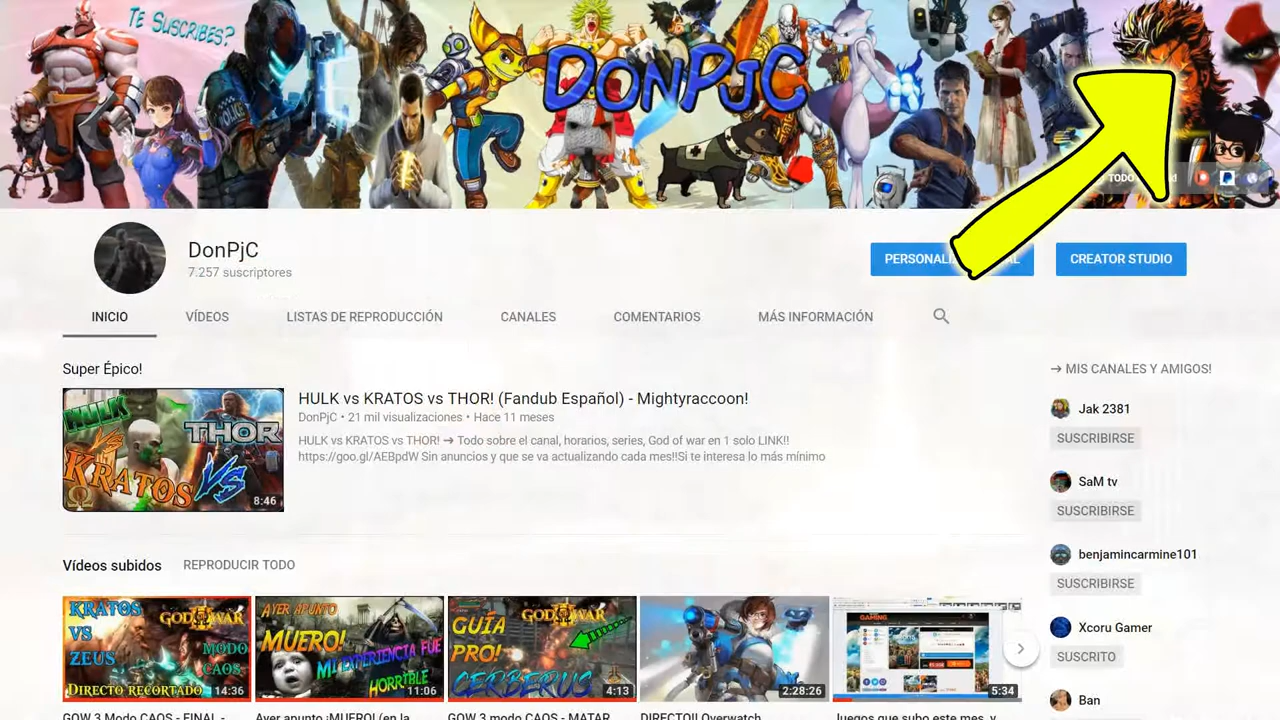 TE SUSCRIBES?
DONPJC
POLICE
TODO
DonPjC
7.257 suscriptores
CREATOR STUDIO
INICIO
VÍDEOS
LISTAS DE REPRODUCCIÓN
CANALES
COMENTARIOS
MÁS INFORMACIÓN
Super Épico!
HULK
VS
KRATOS
VS
THOR
8:46
HULK vs KRATOS vs THOR! (Fandub Español) - Mightyraccoon!
DonPjC • 21 mil visualizaciones • Hace 11 meses
HULK vs KRATOS vs THOR! ➔ Todo sobre el canal, horarios, series, God of war en 1 solo LINK!!
https://goo.gl/AEBpdW Sin anuncios y que se va actualizando cada mes!!Si te interesa lo más mínimo
➔ MIS CANALES Y AMIGOS!
Jak 2381
SUSCRIBIRSE
SaM tv
SUSCRIBIRSE
benjamincarmine101
SUSCRIBIRSE
Xcoru Gamer
SUSCRITO
Ban
Vídeos subidos
REPRODUCIR TODO
KRATOS
VS
ZEUS
GOD OF WAR
MODO
CAOS
DIRECTO RECORTADO
14:36
AYER APUNTO
MUERO!
MI EXPERIENCIA FUE
HORRIBLE
11:06
GUÍA
PRO!
GOD OF WAR
CERBERUS
4:13
2:28:26
GAMING
5:34
GOW 3 Modo CAOS - FINAL -
Ayer apunto ¡MUERO! (en la
GOW 3 modo CAOS - MATAR
DIRECTO!! Overwatch
Juegos que subo este mes, y